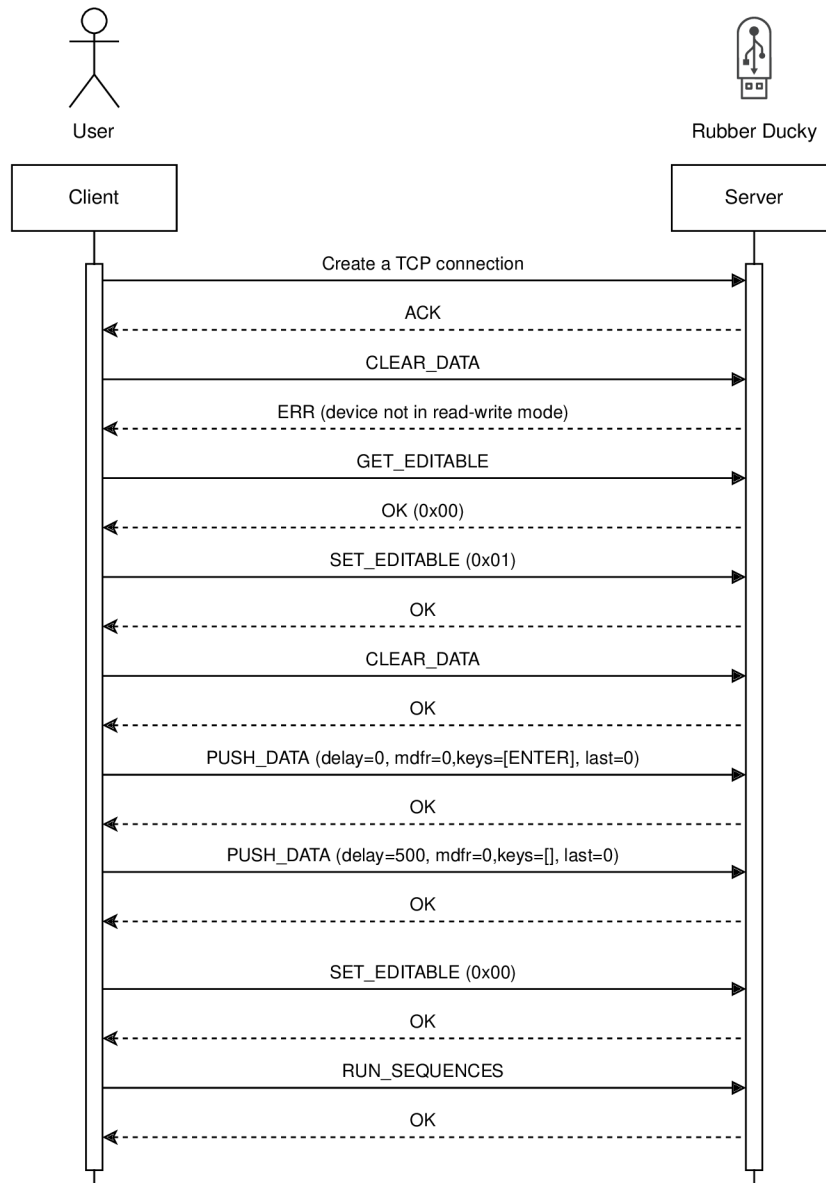 User
Rubber Ducky
Client
Server
Create a TCP connection
ACK
CLEAR_DATA
ERR (device not in read-write mode)
GET_EDITABLE
OK (0x00)
SET_EDITABLE (0x01)
OK
CLEAR_DATA
OK
PUSH_DATA (delay=0, mdfr=0,keys=[ENTER], last=0)
OK
PUSH_DATA (delay=500, mdfr=0,keys=[], last=0)
OK
SET_EDITABLE (0x00)
OK
RUN_SEQUENCES
OK